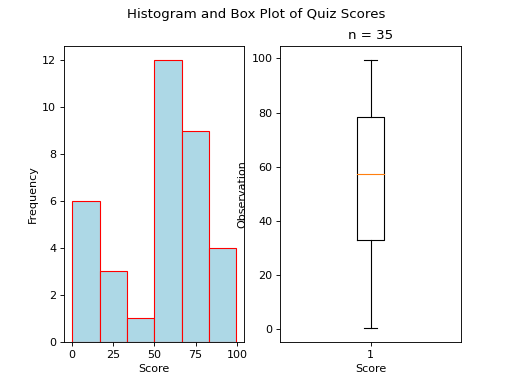 Histogram and Box Plot of Quiz Scores
n = 35
Frequency
12
10
8
6
4
2
0
0 25 50 75 100
Score
Observation
100
80
60
40
20
0
1
Score